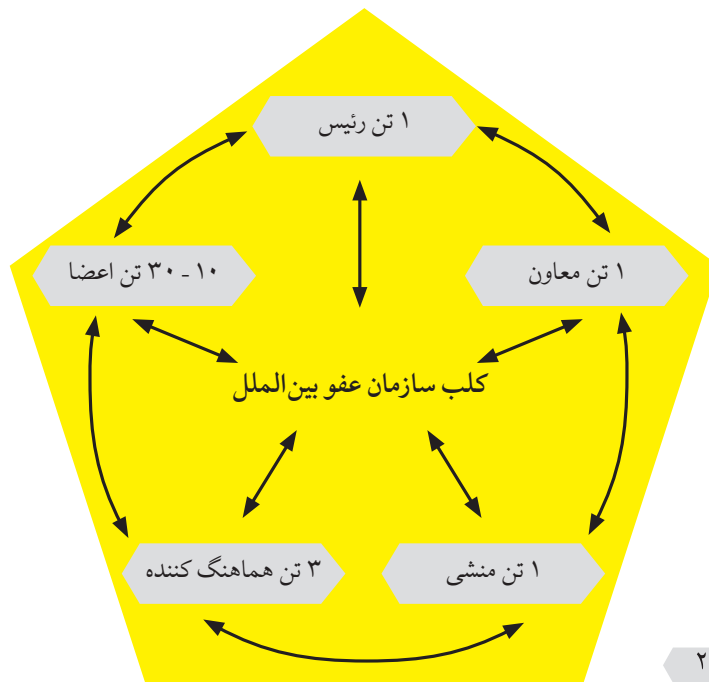 ۱ تن رئیس
۱ تن معاون
۱۰ - ۳۰ تن اعضا
کلب سازمان عفو بین‌الملل
۱ تن منشی
۳ تن هماهنگ کننده
۲